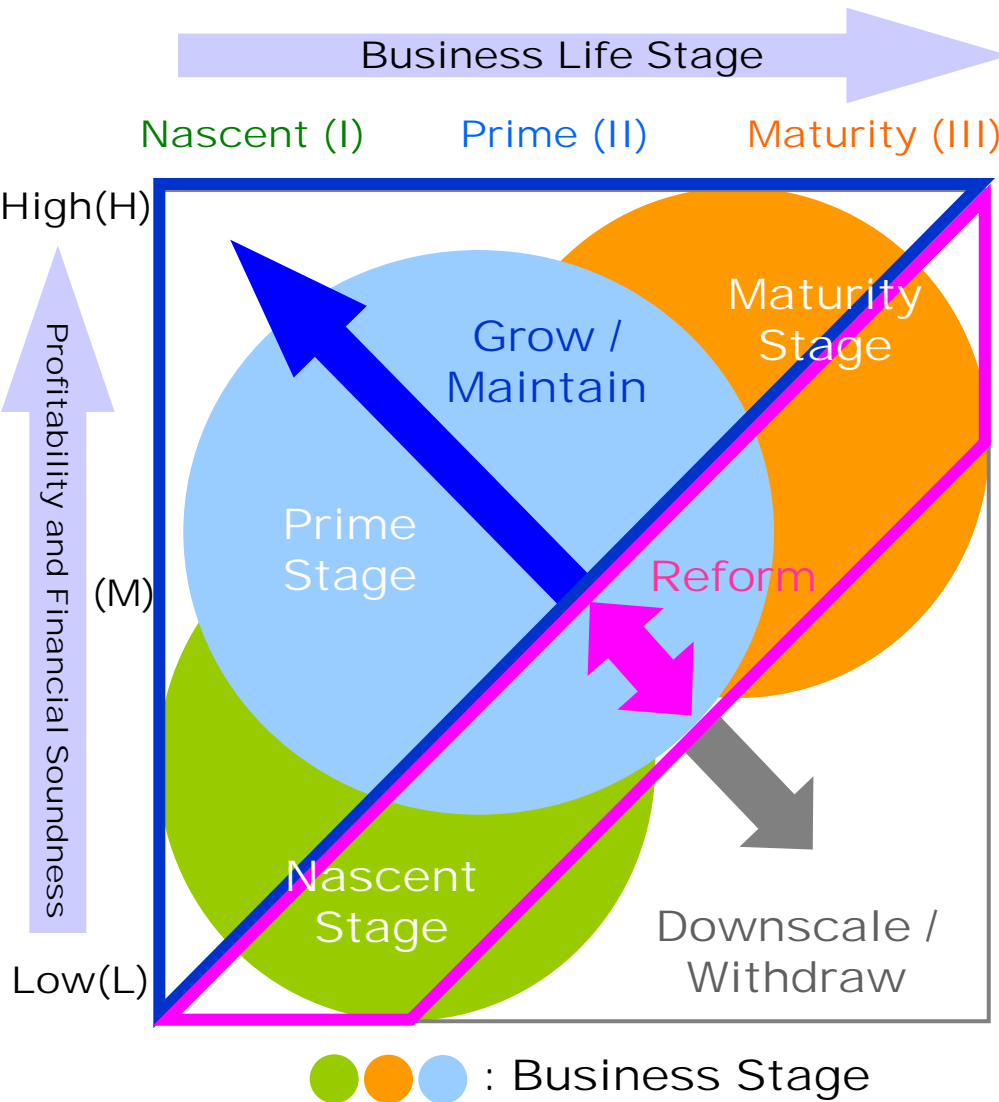 Business Life Stage
Nascent (I)
Prime (II)
Maturity (III)
High(H)
Profitability and Financial Soundness
(M)
Low(L)
Maturity
Stage
Grow /
Maintain
Prime
Stage
Reform
Nascent
Stage
Downscale /
Withdraw
: Business Stage